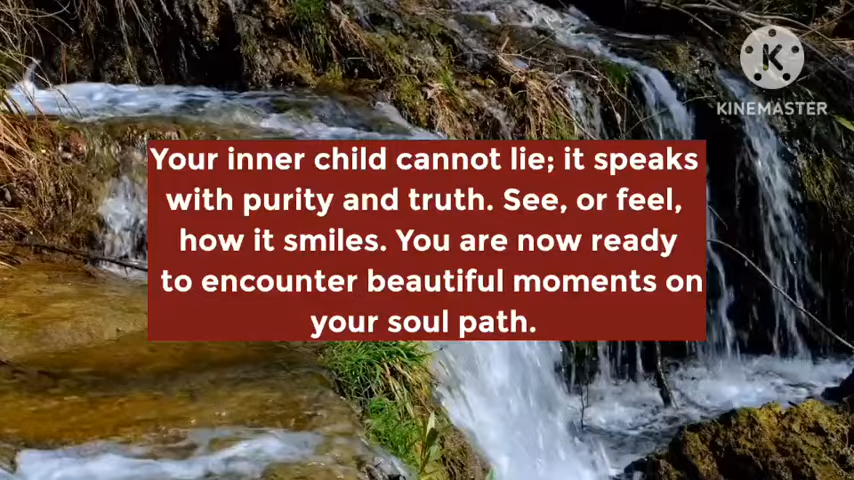 K
KINEMASTER
Your inner child cannot lie; it speaks
with purity and truth. See, or feel,
how it smiles. You are now ready
to encounter beautiful moments on
your soul path.